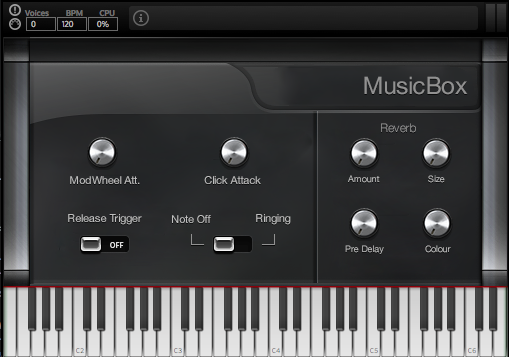 Voices BPM CPU
0 120 0%
MusicBox
Reverb
ModWheel Att. Click Attack Amount Size
Release Trigger Note Off Ringing
OFF
Pre Delay Colour
C2 C3 C4 C5 C6